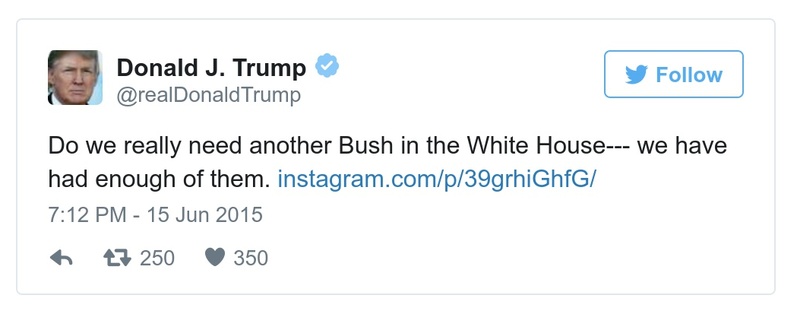 Donald J. Trump
@realDonaldTrump
Follow
Do we really need another Bush in the White House--- we have
had enough of them. instagram.com/p/39grhiGhfG/
7:12 PM - 15 Jun 2015
250 350